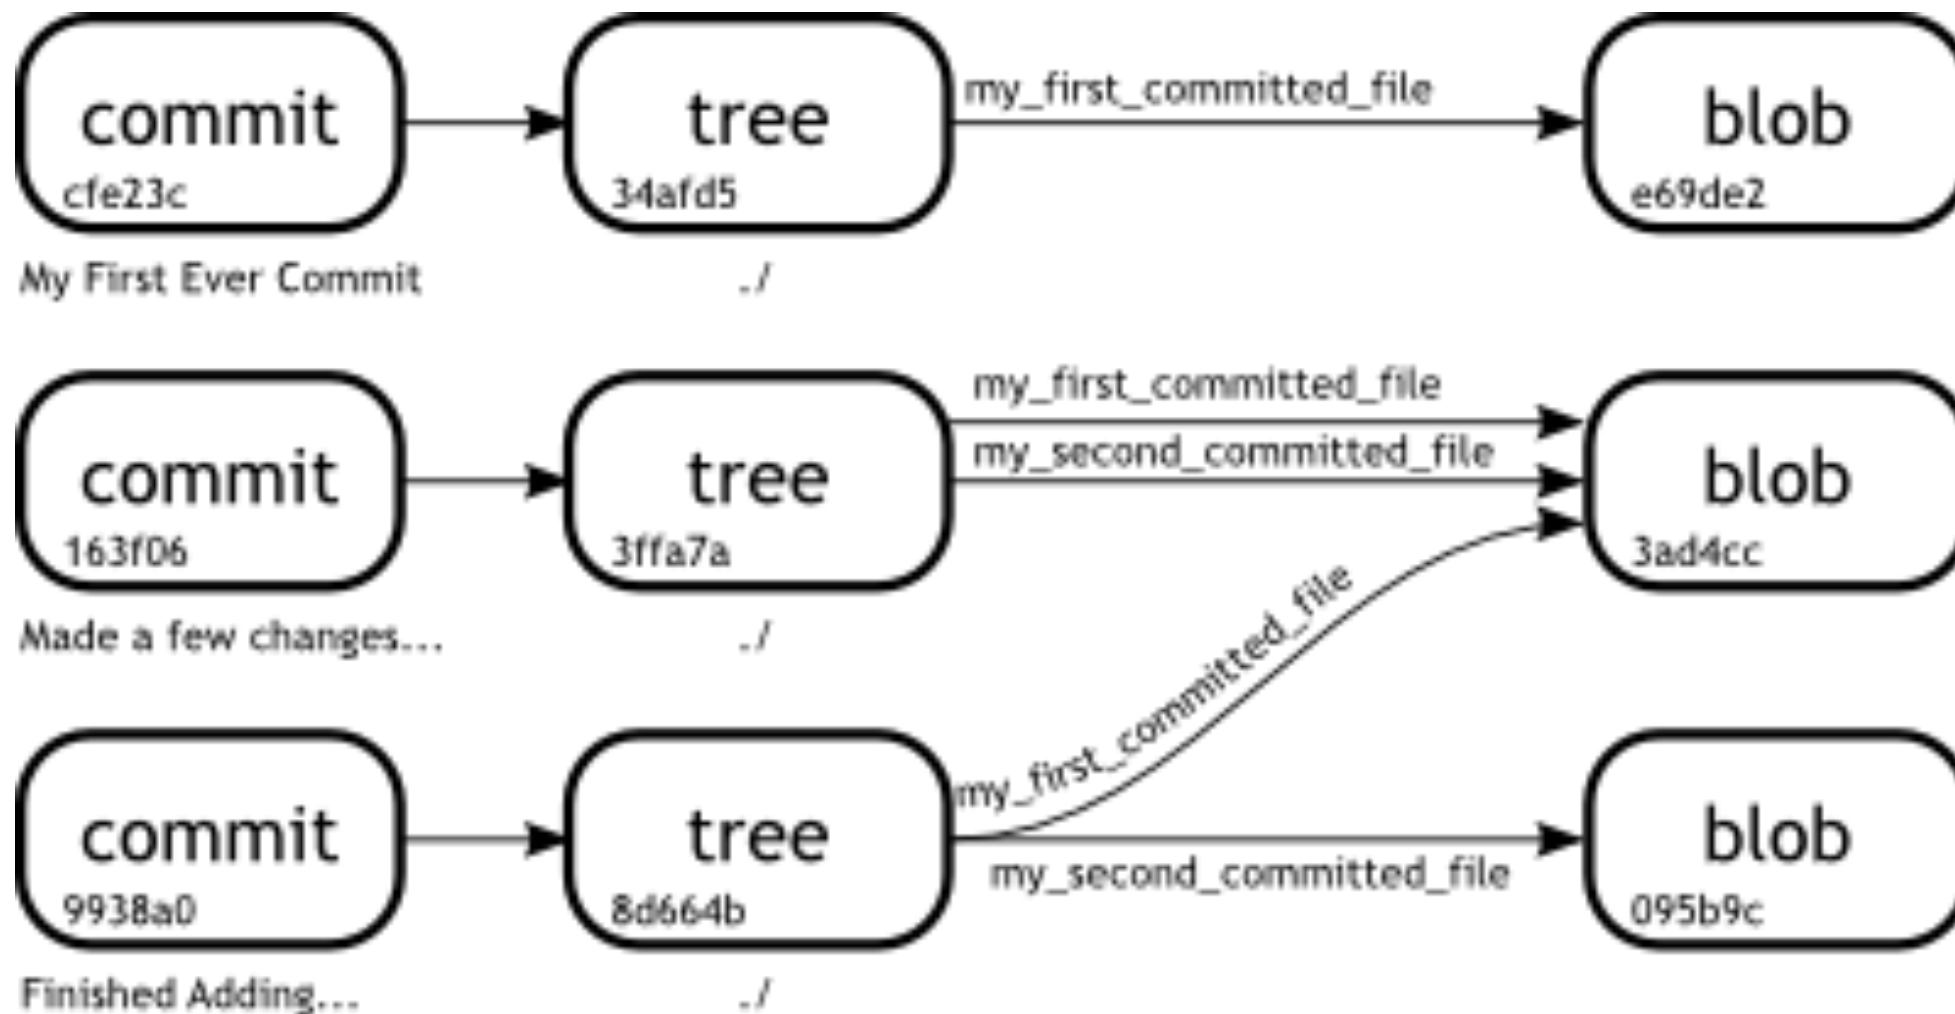 commit
cfe23c
My First Ever Commit
tree
34afd5
./
my_first_committed_file
blob
e69de2
commit
163f06
Made a few changes...
tree
3ffa7a
./
my_first_committed_file
my_second_committed_file
blob
3ad4cc
commit
9938a0
Finished Adding...
tree
8d664b
./
my_first_committed_file
my_second_committed_file
blob
095b9c